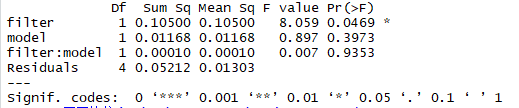 Df Sum Sq Mean Sq F value Pr(>F)
filter 1 0.10500 0.10500 8.059 0.0469 *
model 1 0.01168 0.01168 0.897 0.3973
filter:model 1 0.00010 0.00010 0.007 0.9353
Residuals 4 0.05212 0.01303
---
Signif. codes: 0 ‘***’ 0.001 ‘**’ 0.01 ‘*’ 0.05 ‘.’ 0.1 ‘ ’ 1